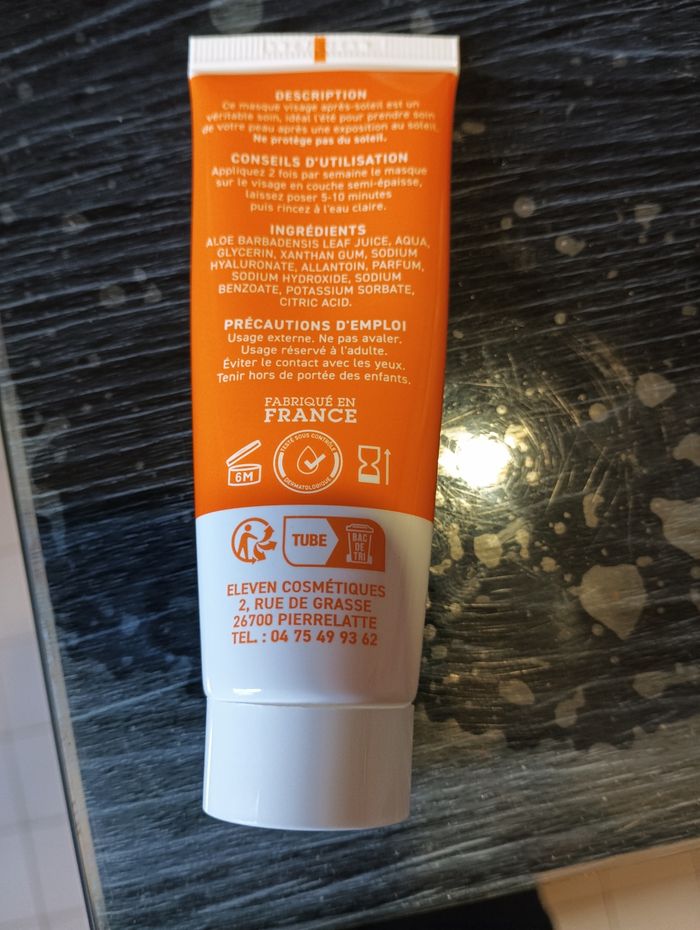 DESCRIPTION
Ce masque visage après-soleil est un
véritable soin, idéal l'été pour prendre soin
de votre peau après une exposition au soleil.
Ne protège pas du soleil.
CONSEILS D'UTILISATION
Appliquez 2 fois par semaine le masque
sur le visage en couche semi-épaisse,
laissez poser 5-10 minutes
puis rincez à l'eau claire.
INGRÉDIENTS
ALOE BARBADENSIS LEAF JUICE, AQUA,
GLYCERIN, XANTHAN GUM, SODIUM
HYALURONATE, ALLANTOIN, PARFUM,
SODIUM HYDROXIDE, SODIUM
BENZOATE, POTASSIUM SORBATE,
CITRIC ACID.
PRÉCAUTIONS D'EMPLOI
Usage externe. Ne pas avaler.
Usage réservé à l'adulte.
Éviter le contact avec les yeux.
Tenir hors de portée des enfants.
FABRIQUÉ EN
FRANCE
6M
TESTÉ SOUS CONTRÔLE
DERMATOLOGIQUE
TUBE
BAC
DE
TRI
ELEVEN COSMÉTIQUES
2, RUE DE GRASSE
26700 PIERRELATTE
TEL. : 04 75 49 93 62